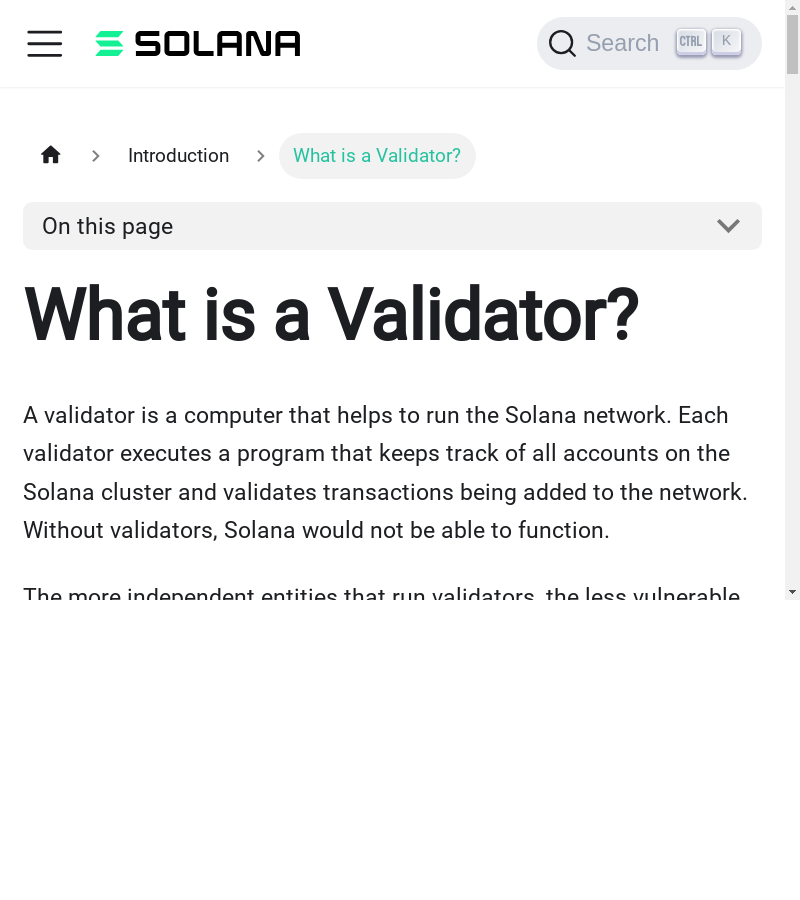 SOLANA
Search CTRL K
Introduction
What is a Validator?
On this page
What is a Validator?
A validator is a computer that helps to run the Solana network. Each
validator executes a program that keeps track of all accounts on the
Solana cluster and validates transactions being added to the network.
Without validators, Solana would not be able to function.
The more independent entities that run validators, the less vulnerable